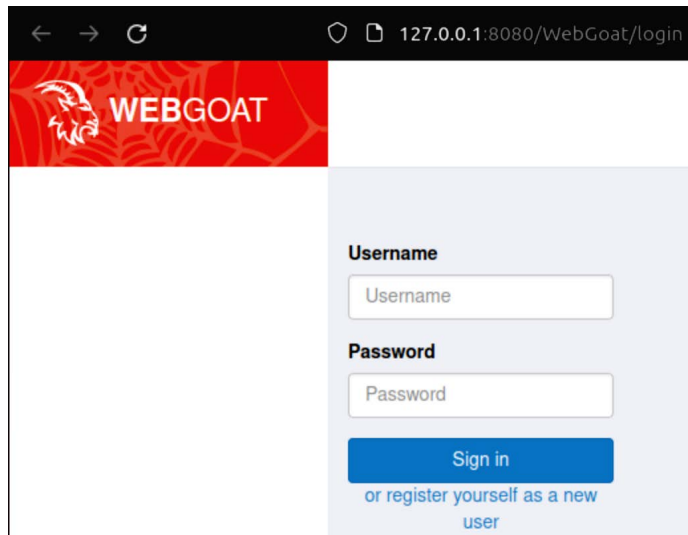 127.0.0.1:8080/WebGoat/login
WEBGOAT
Username
Username
Password
Password
Sign in
or register yourself as a new
user